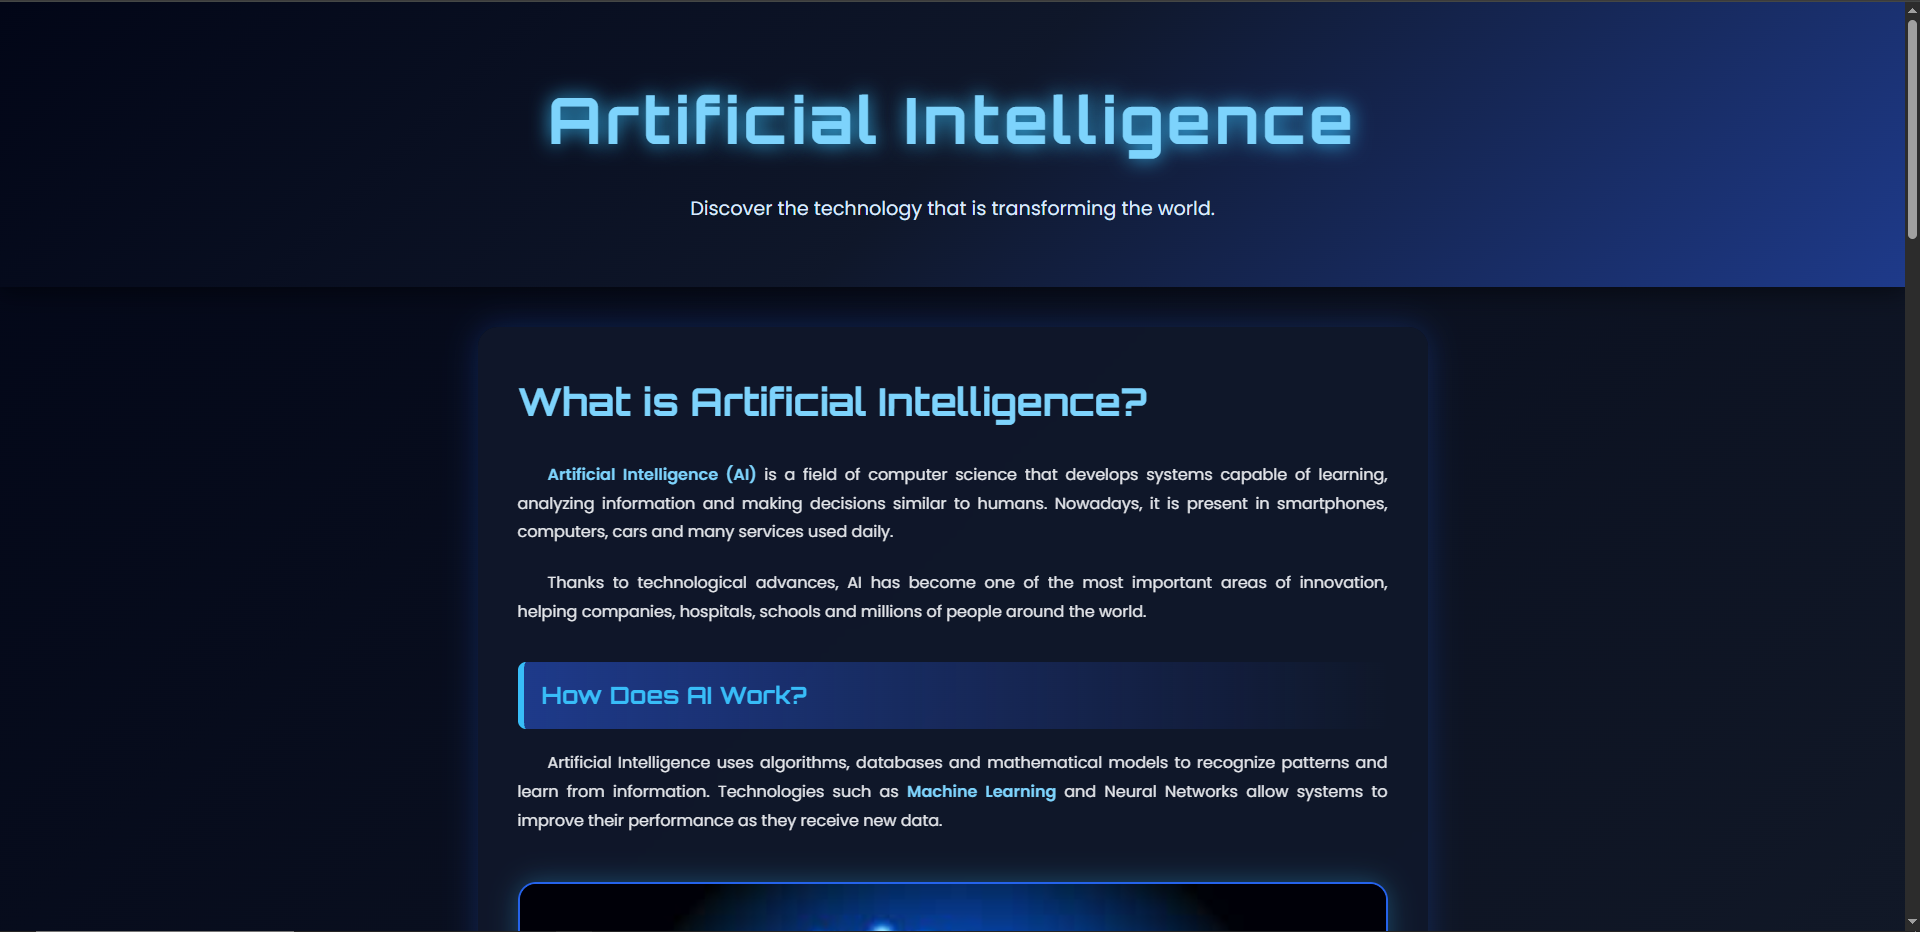 Artificial Intelligence
Discover the technology that is transforming the world.
What is Artificial Intelligence?
Artificial Intelligence (AI) is a field of computer science that develops systems capable of learning,
analyzing information and making decisions similar to humans. Nowadays, it is present in smartphones,
computers, cars and many services used daily.
Thanks to technological advances, AI has become one of the most important areas of innovation,
helping companies, hospitals, schools and millions of people around the world.
How Does AI Work?
Artificial Intelligence uses algorithms, databases and mathematical models to recognize patterns and
learn from information. Technologies such as Machine Learning and Neural Networks allow systems to
improve their performance as they receive new data.